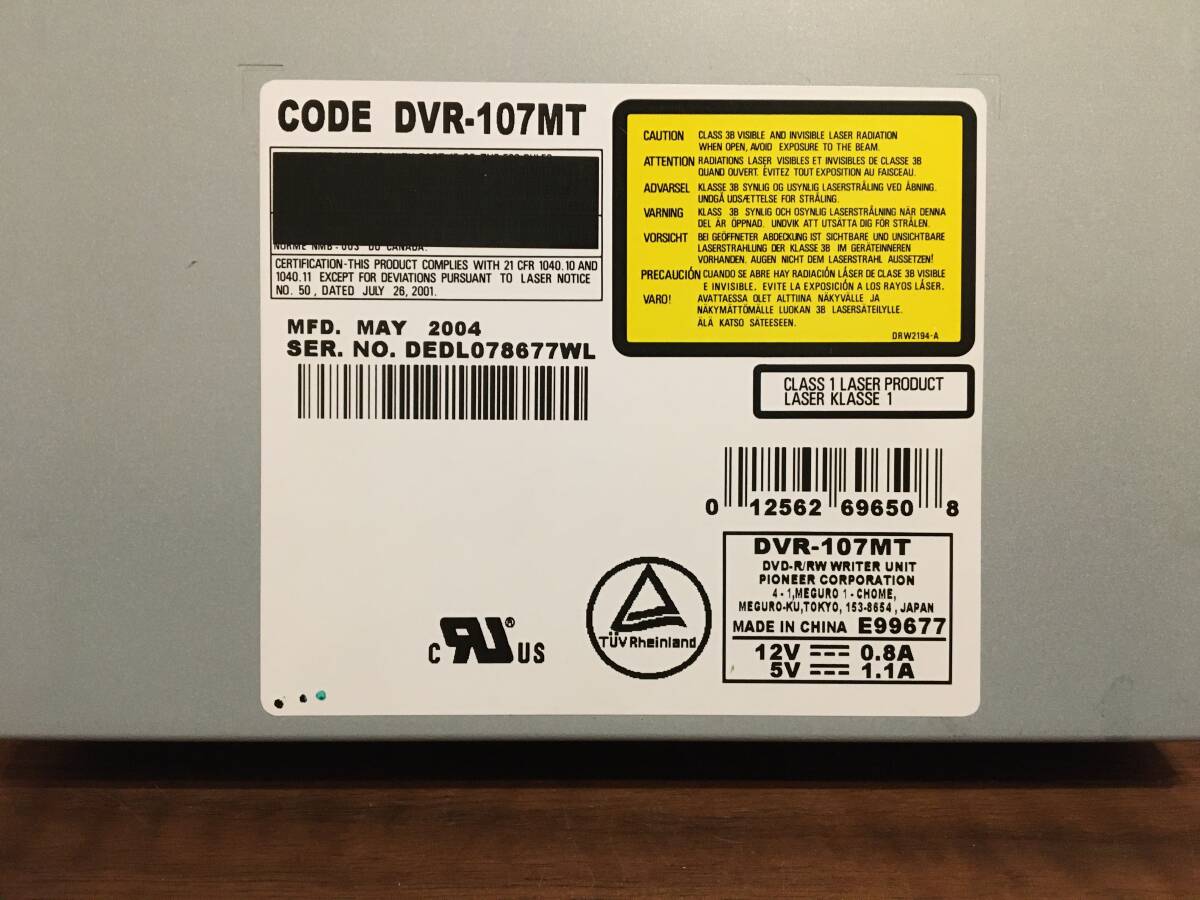 CODE DVR-107MT
NORME NMB-003 DU CANADA.
CERTIFICATION-THIS PRODUCT COMPLIES WITH 21 CFR 1040.10 AND
1040.11 EXCEPT FOR DEVIATIONS PURSUANT TO LASER NOTICE
NO. 50, DATED JULY 26, 2001.
MFD. MAY 2004
SER. NO. DEDL078677WL
CAUTION CLASS 3B VISIBLE AND INVISIBLE LASER RADIATION
WHEN OPEN, AVOID EXPOSURE TO THE BEAM.
ATTENTION RADIATIONS LASER VISIBLES ET INVISIBLES DE CLASSE 3B
QUAND OUVERT. ÉVITEZ TOUT EXPOSITION AU FAISCEAU.
ADVARSEL KLASSE 3B SYNLIG OG USYNLIG LASERSTRÅLING VED ÅBNING.
UNDGÅ UDSÆTTELSE FOR STRÅLING.
VARNING KLASS 3B SYNLIG OCH OSYNLIG LASERSTRÅLNING NÄR DENNA
DEL ÄR ÖPPNAD. UNDVIK ATT UTSÄTTA DIG FÖR STRÅLEN.
VORSICHT BEI GEÖFFNETER ABDECKUNG IST SICHTBARE UND UNSICHTBARE
LASERSTRAHLUNG DER KLASSE 3B IM GERÄTEINNEREN
VORHANDEN. AUGEN NICHT DEM LASERSTRAHL AUSSETZEN!
PRECAUCIÓN CUANDO SE ABRE HAY RADIACIÓN LÁSER DE CLASE 3B VISIBLE
E INVISIBLE. EVITE LA EXPOSICIÓN A LOS RAYOS LÁSER.
VARO! AVATTAESSA OLET ALTTIINA NÄKYVÄLLE JA
NÄKYMÄTTÖMÄLLE LUOKAN 3B LASERSÄTEILYLLE.
ÄLÄ KATSO SÄTEESEEN.
DRW2194-A
CLASS 1 LASER PRODUCT
LASER KLASSE 1
0 12562 69650 8
DVR-107MT
DVD-R/RW WRITER UNIT
PIONEER CORPORATION
4-1, MEGURO 1-CHOME,
MEGURO-KU, TOKYO, 153-8654, JAPAN
MADE IN CHINA E99677
12V 0.8A
5V 1.1A
TÜVRheinland
C UR® US